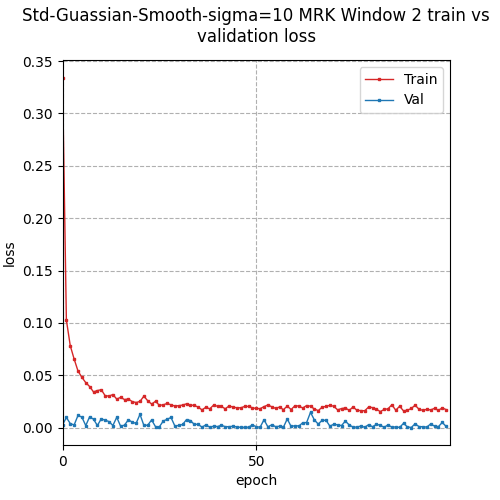 Std-Guassian-Smooth-sigma=10 MRK Window 2 train vs
validation loss
0.35
0.30
0.25
0.20
0.15
0.10
0.05
0.00
loss
Train
Val
0
50
epoch